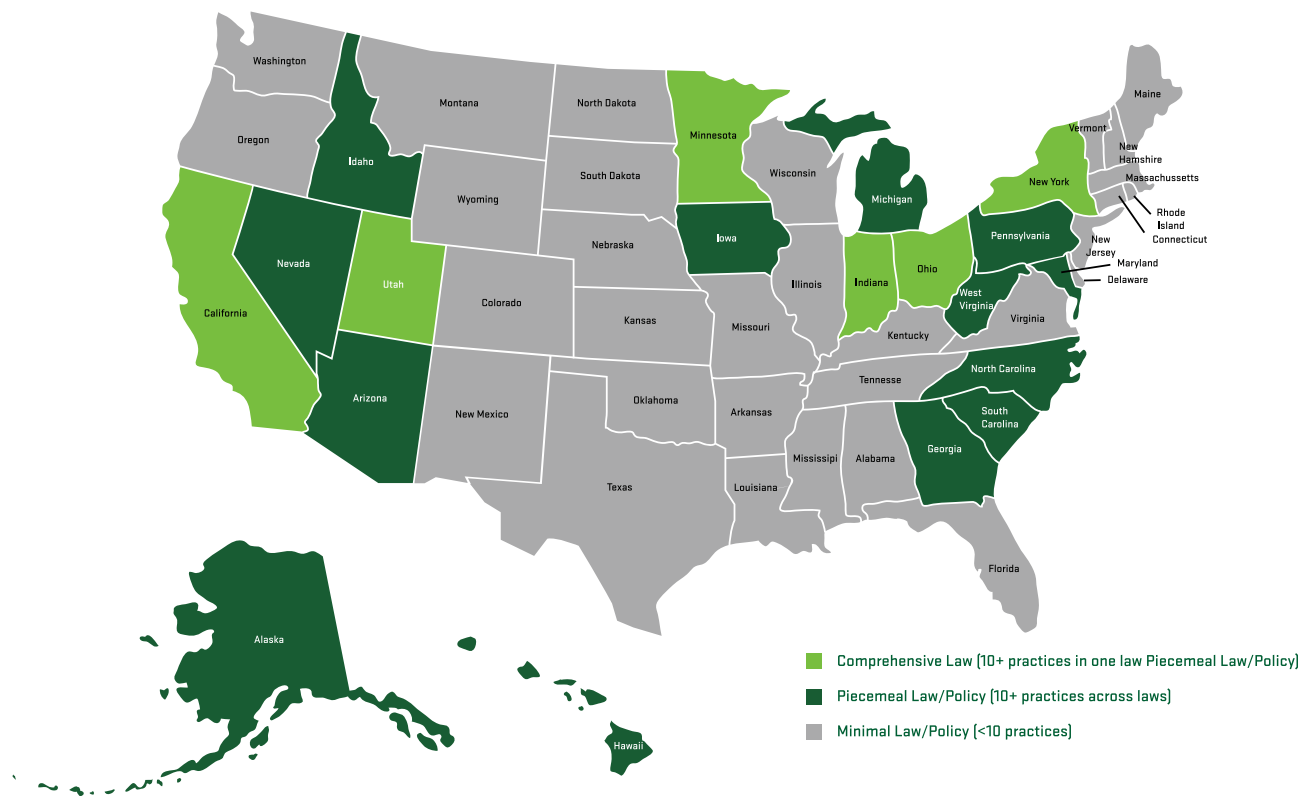 Washington
Montana
North Dakota
Minnesota
Maine
Oregon
Idaho
Vermont
New
Hamshire
Wisconsin
South Dakota
Massachussetts
New York
Wyoming
Michigan
Rhode
Island
Connecticut
Iowa
Pennsylvania
Nebraska
New
Jersey
Nevada
Maryland
Ohio
Delaware
Utah
Indiana
Illinois
West
Virginia
Colorado
California
Kansas
Virginia
Missouri
Kentucky
North Carolina
Tennesse
Arizona
Oklahoma
New Mexico
Arkansas
South
Carolina
Georgia
Mississipi
Alabama
Texas
Louisiana
Florida
Alaska
Hawaii
Comprehensive Law (10+ practices in one law Piecemeal Law/Policy)
Piecemeal Law/Policy (10+ practices across laws)
Minimal Law/Policy (<10 practices)